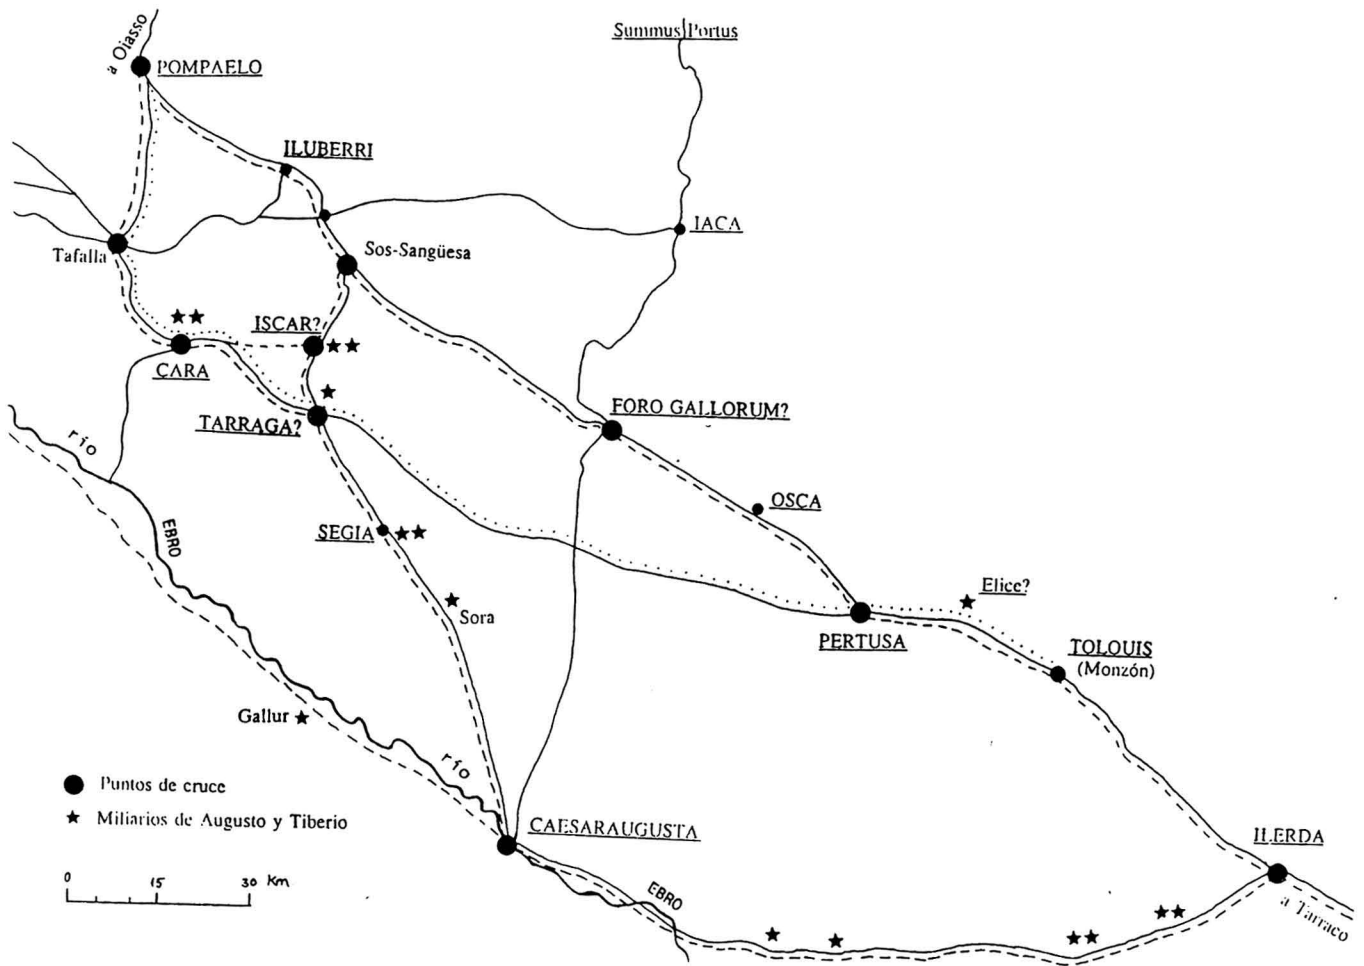 a Oiasso
POMPAELO
Summus Portus
ILUBERRI
IACA
Tafalla
Sos-Sangüesa
ISCAR?
CARA
TARRAGA?
FORO GALLORUM?
río
EBRO
OSCA
SEGIA
Sora
Elice?
PERTUSA
TOLOUIS
(Monzón)
Gallur
río
Puntos de cruce
Miliarios de Augusto y Tiberio
CAESARAUGUSTA
ILERDA
EBRO
a Tarraco
0 15 30 Km